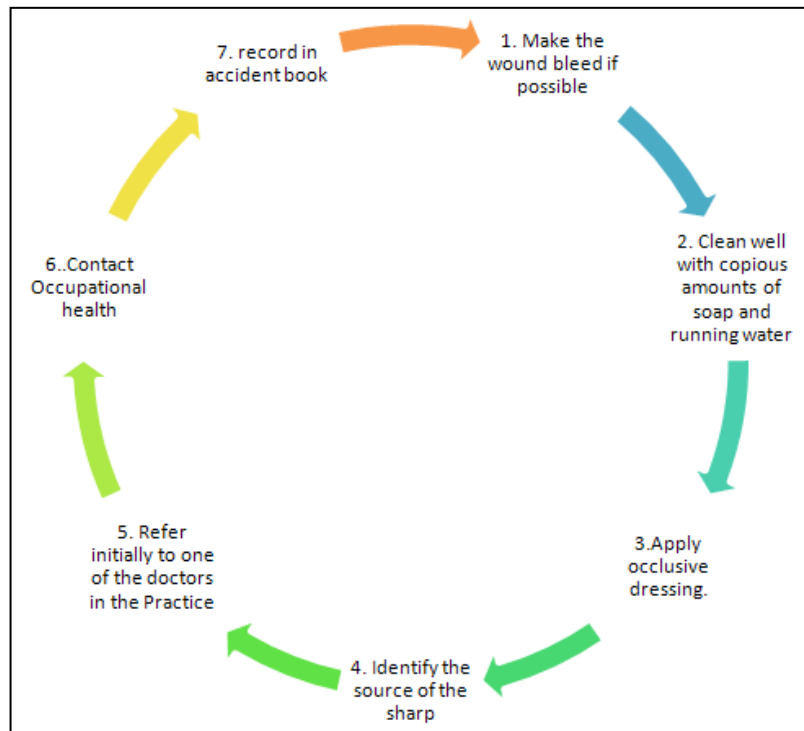 1. Make the
wound bleed if
possible
2. Clean well
with copious
amounts of
soap and
running water
3.Apply
occlusive
dressing.
4. Identify the
source of the
sharp
5. Refer
initially to one
of the doctors
in the Practice
6..Contact
Occupational
health
7. record in
accident book